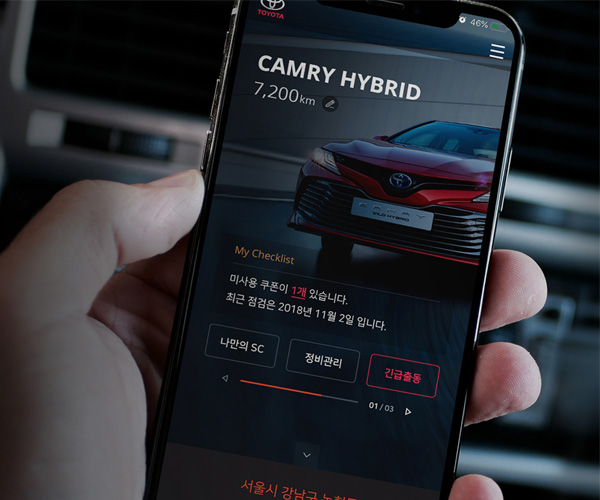 TOYOTA
46%
CAMRY HYBRID
7,200km
CAMRY
My Checklist
미사용 쿠폰이 1개 있습니다.
최근 점검은 2018년 11월 2일 입니다.
나만의 SC
정비관리
긴급출동
01 / 03
서울시 강남구